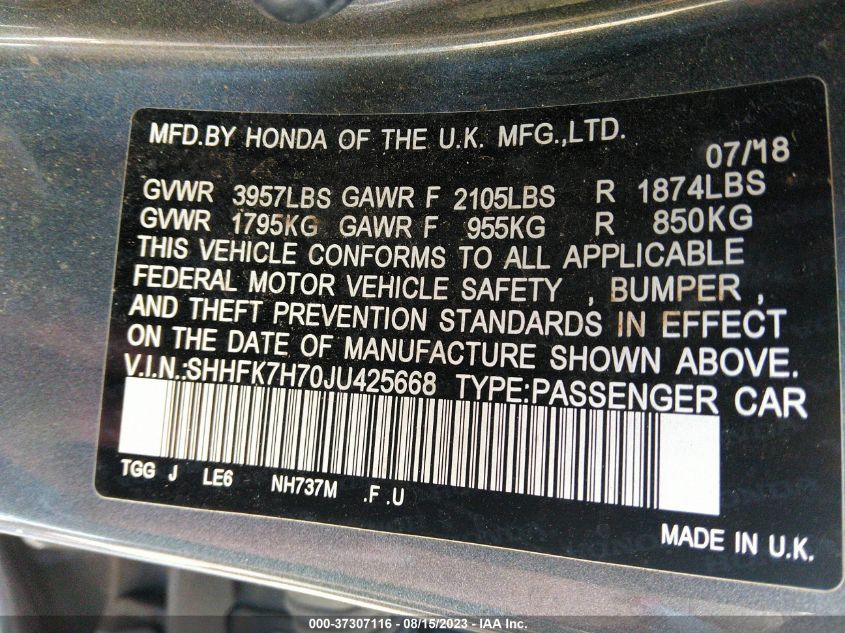 MFD.BY HONDA OF THE U.K. MFG.,LTD.
07/18
GVWR 3957LBS GAWR F 2105LBS R 1874LBS
GVWR 1795KG GAWR F 955KG R 850KG
THIS VEHICLE CONFORMS TO ALL APPLICABLE
FEDERAL MOTOR VEHICLE SAFETY , BUMPER ,
AND THEFT PREVENTION STANDARDS IN EFFECT
ON THE DATE OF MANUFACTURE SHOWN ABOVE.
V.I.N.:SHHFK7H70JU425668 TYPE:PASSENGER CAR
TGG J LE6 NH737M .F .U
MADE IN U.K.
000-37307116 - 08/15/2023 - IAA Inc.